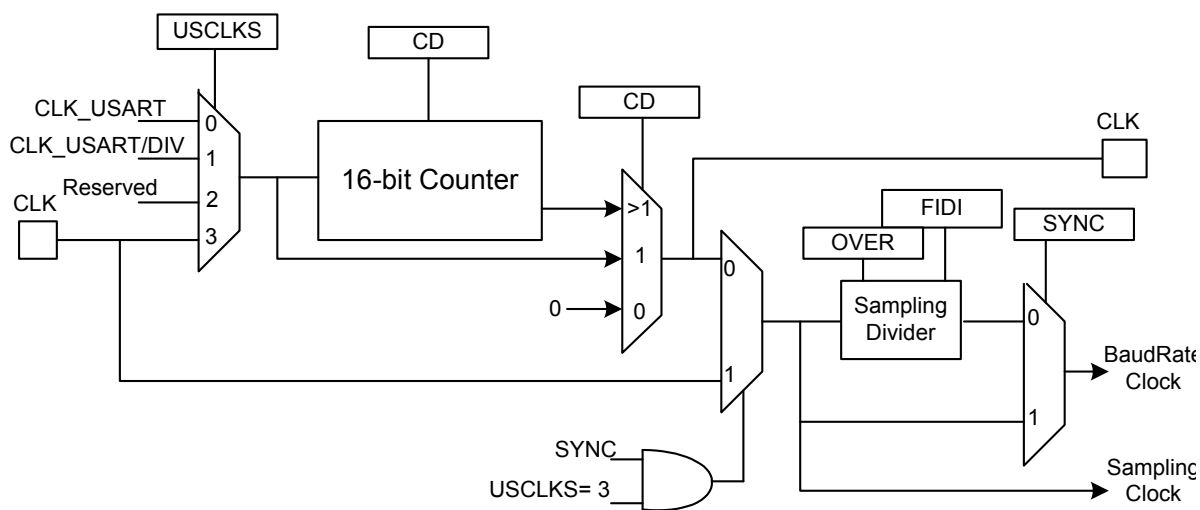 USCLKS
CD
CLK_USART
0
CLK_USART/DIV
1
Reserved
2
CLK
3
16-bit Counter
CD
>1
1
0
0
CLK
FIDI
OVER
SYNC
0
1
Sampling
Divider
0
1
BaudRate
Clock
SYNC
USCLKS= 3
Sampling
Clock